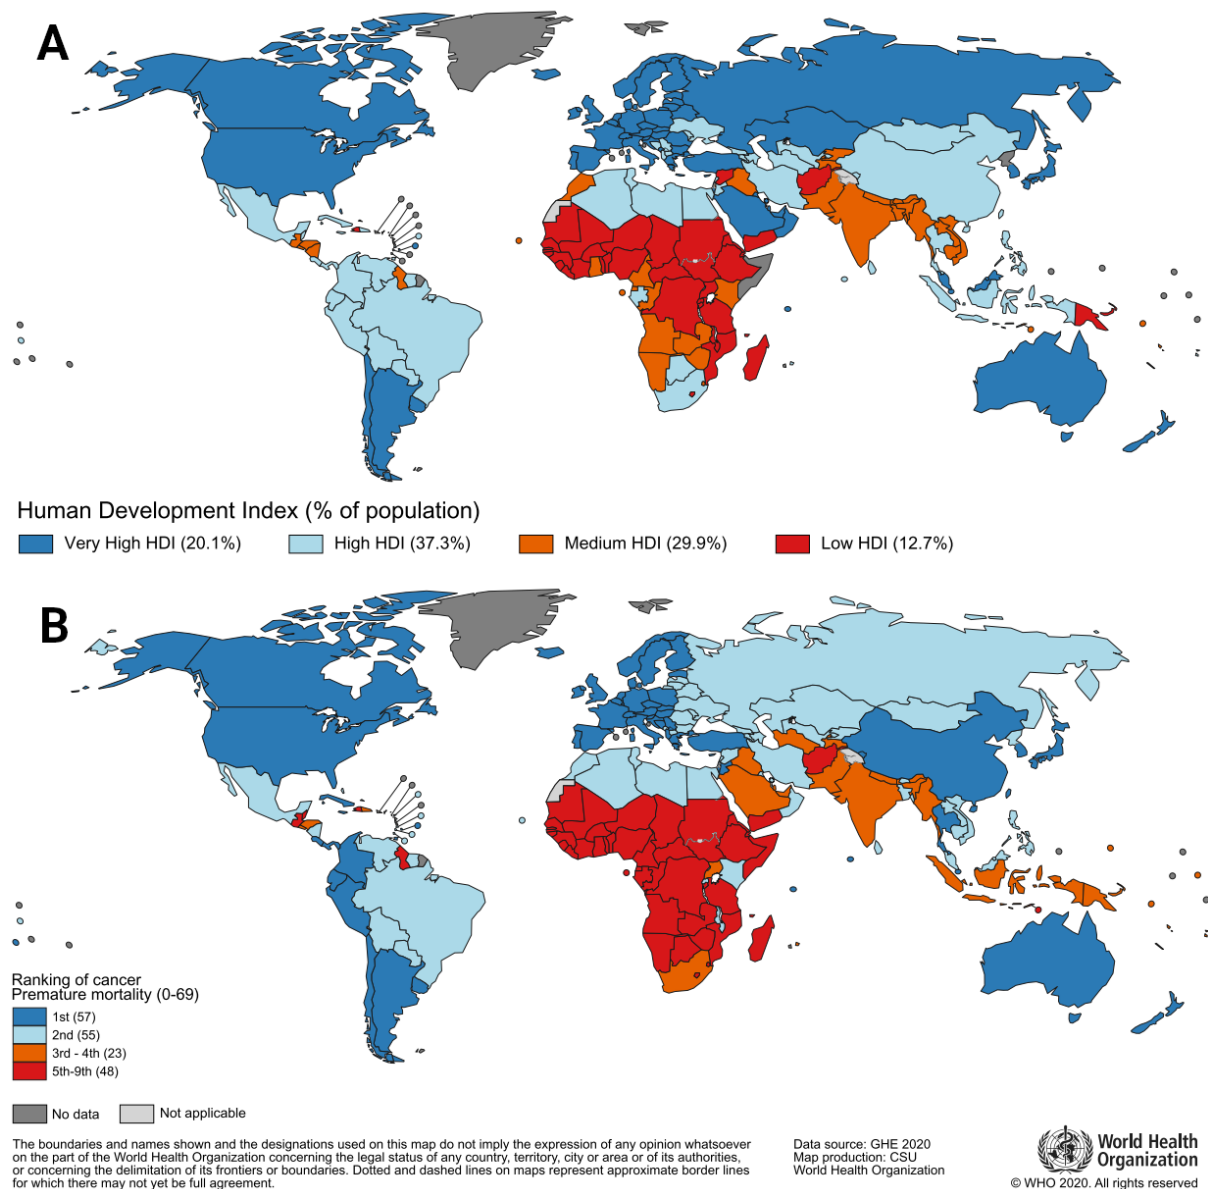 A
Human Development Index (% of population)
Very High HDI (20.1%)
High HDI (37.3%)
Medium HDI (29.9%)
Low HDI (12.7%)
B
Ranking of cancer
Premature mortality (0-69)
1st (57)
2nd (55)
3rd - 4th (23)
5th-9th (48)
No data
Not applicable
The boundaries and names shown and the designations used on this map do not imply the expression of any opinion whatsoever
on the part of the World Health Organization concerning the legal status of any country, territory, city or area or of its authorities,
or concerning the delimitation of its frontiers or boundaries. Dotted and dashed lines on maps represent approximate border lines
for which there may not yet be full agreement.
Data source: GHE 2020
Map production: CSU
World Health Organization
World Health
Organization
© WHO 2020. All rights reserved